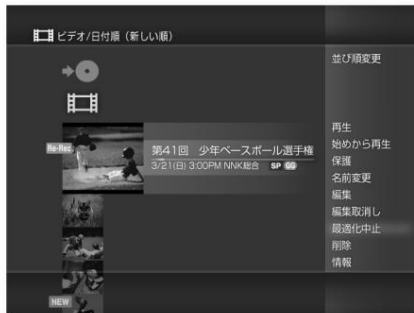 ビデオ/日付順（新しい順）
並び順変更
Re-Rec
第41回 少年ベースボール選手権
3/21(日) 3:00PM NNK総合 SP GG
再生
始めから再生
保護
名前変更
編集
編集取消し
最適化中止
削除
情報
NEW